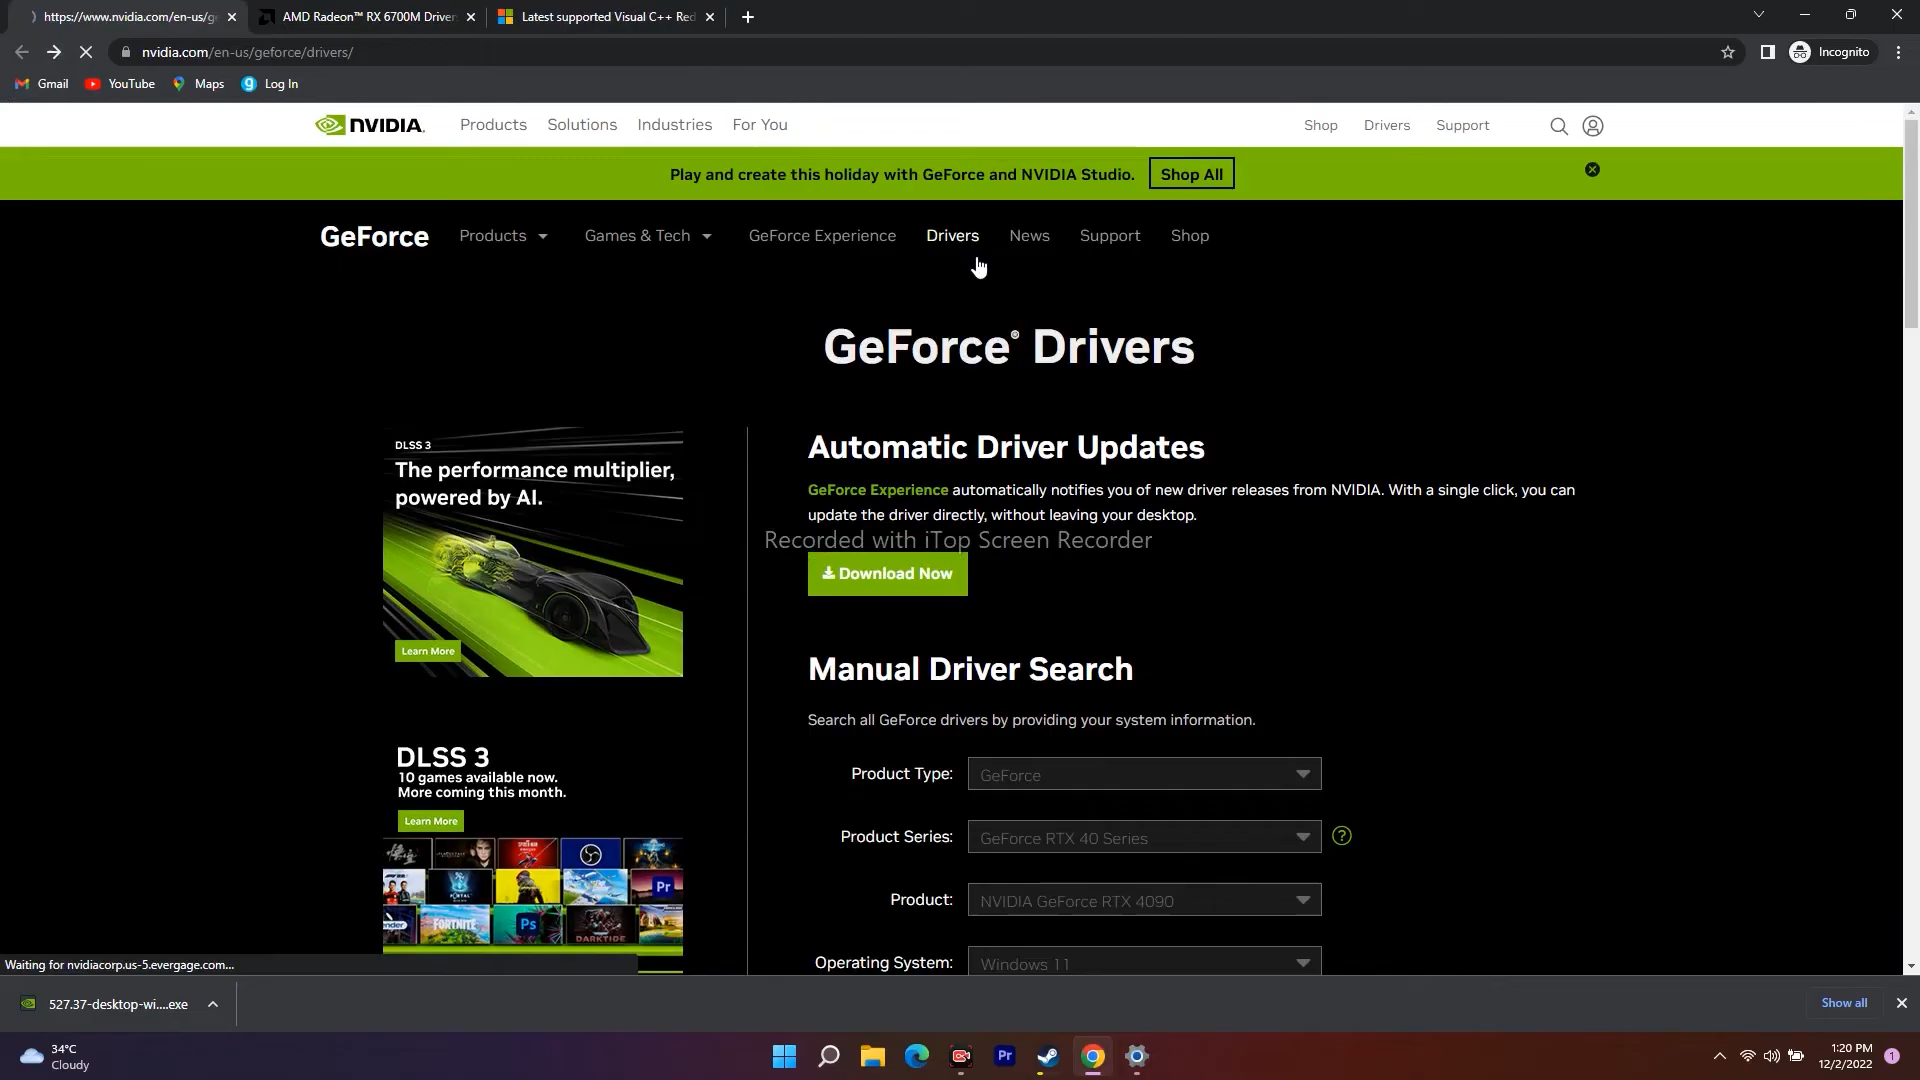 https://www.nvidia.com/en-us/ge
AMD Radeon™ RX 6700M Driver
Latest supported Visual C++ Red
nvidia.com/en-us/geforce/drivers/
Incognito
Gmail
YouTube
Maps
Log In
NVIDIA.
Products
Solutions
Industries
For You
Shop
Drivers
Support
Play and create this holiday with GeForce and NVIDIA Studio.
Shop All
GeForce
Products
Games & Tech
GeForce Experience
Drivers
News
Support
Shop
GeForce® Drivers
DLSS 3
The performance multiplier,
powered by AI.
Learn More
Automatic Driver Updates
GeForce Experience automatically notifies you of new driver releases from NVIDIA. With a single click, you can
update the driver directly, without leaving your desktop.
Recorded with iTop Screen Recorder
Download Now
Manual Driver Search
Search all GeForce drivers by providing your system information.
Product Type:
GeForce
Product Series:
GeForce RTX 40 Series
?
Product:
NVIDIA GeForce RTX 4090
Operating System:
Windows 11
DLSS 3
10 games available now.
More coming this month.
Learn More
Pr
FORTNITE
Ps
DARKTIDE
Waiting for nvidiacorp.us-5.evergage.com...
527.37-desktop-wi....exe
Show all
34°C
Cloudy
Pr
1:20 PM
12/2/2022
1